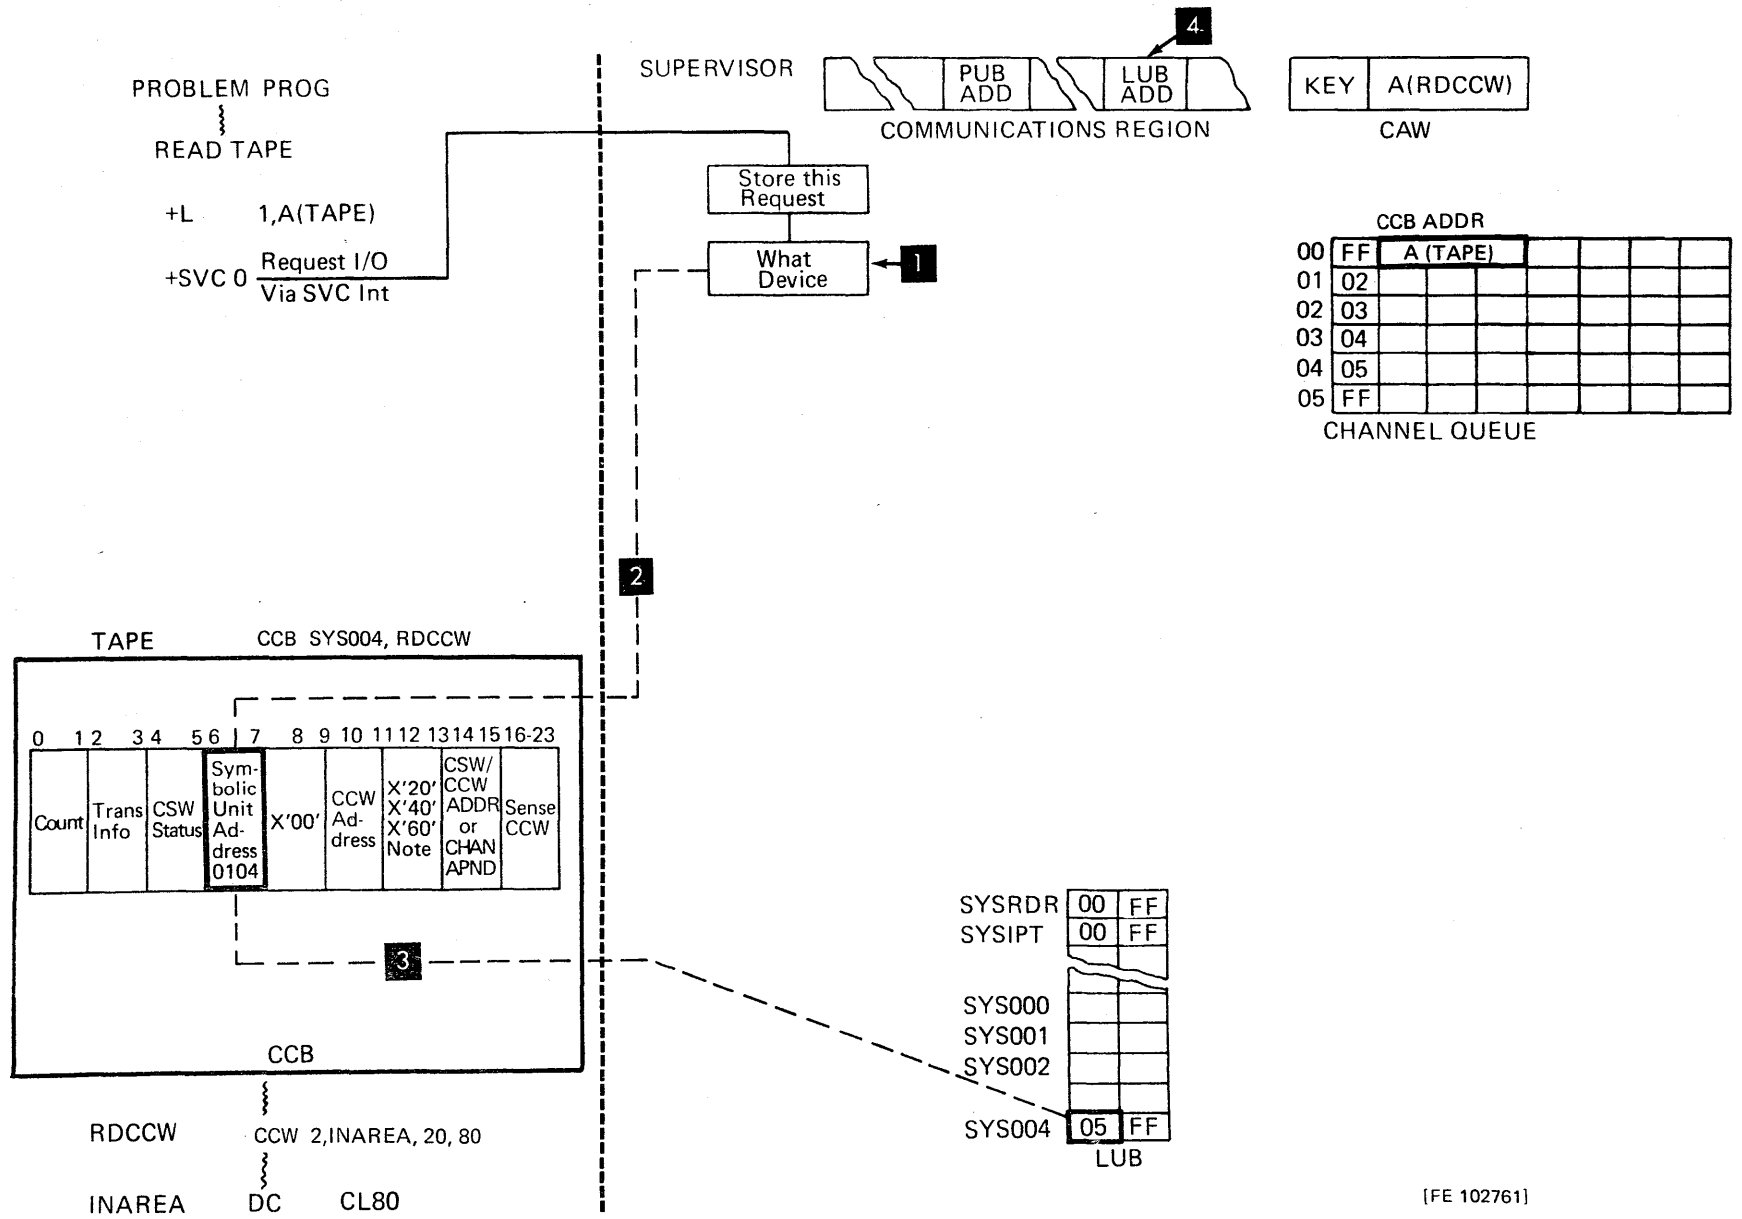 4
SUPERVISOR
PUB
ADD
LUB
ADD
COMMUNICATIONS REGION
KEY A(RDCCW)
CAW
PROBLEM PROG
READ TAPE
+L 1,A(TAPE)
+SVC 0 Request I/O
Via SVC Int
Store this
Request
What
Device
1
CCB ADDR
00 FF A (TAPE)
01 02
02 03
03 04
04 05
05 FF
CHANNEL QUEUE
2
TAPE CCB SYS004, RDCCW
0 1 2 3 4 5 6 7 8 9 10 11 12 13 14 15 16-23
Count
Trans
Info
CSW
Status
Sym-
bolic
Unit
Ad-
dress
0104
X'00'
CCW
Ad-
dress
X'20'
X'40'
X'60'
Note
CSW/
CCW
ADDR
or
CHAN
APND
Sense
CCW
3
CCB
RDCCW CCW 2,INAREA, 20, 80
INAREA DC CL80
SYSRDR 00 FF
SYSIPT 00 FF
SYS000
SYS001
SYS002
SYS004 05 FF
LUB
[FE 102761]